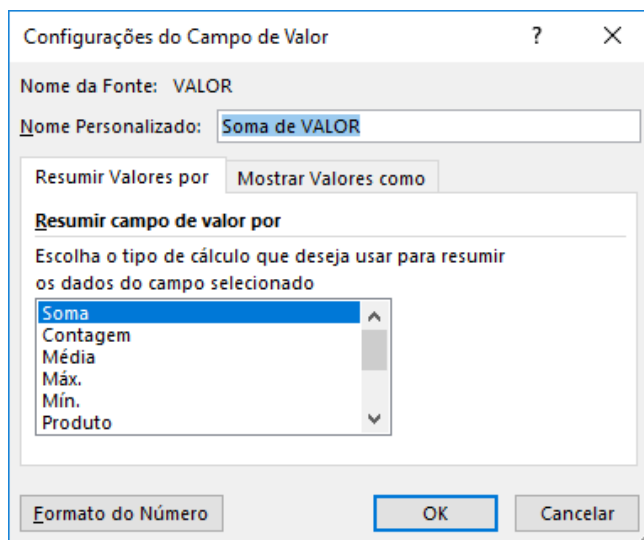 Configurações do Campo de Valor ?
Nome da Fonte: VALOR
Nome Personalizado: Soma de VALOR
Resumir Valores por Mostrar Valores como
Resumir campo de valor por
Escolha o tipo de cálculo que deseja usar para resumir
os dados do campo selecionado
Soma
Contagem
Média
Máx.
Mín.
Produto
Formato do Número OK Cancelar